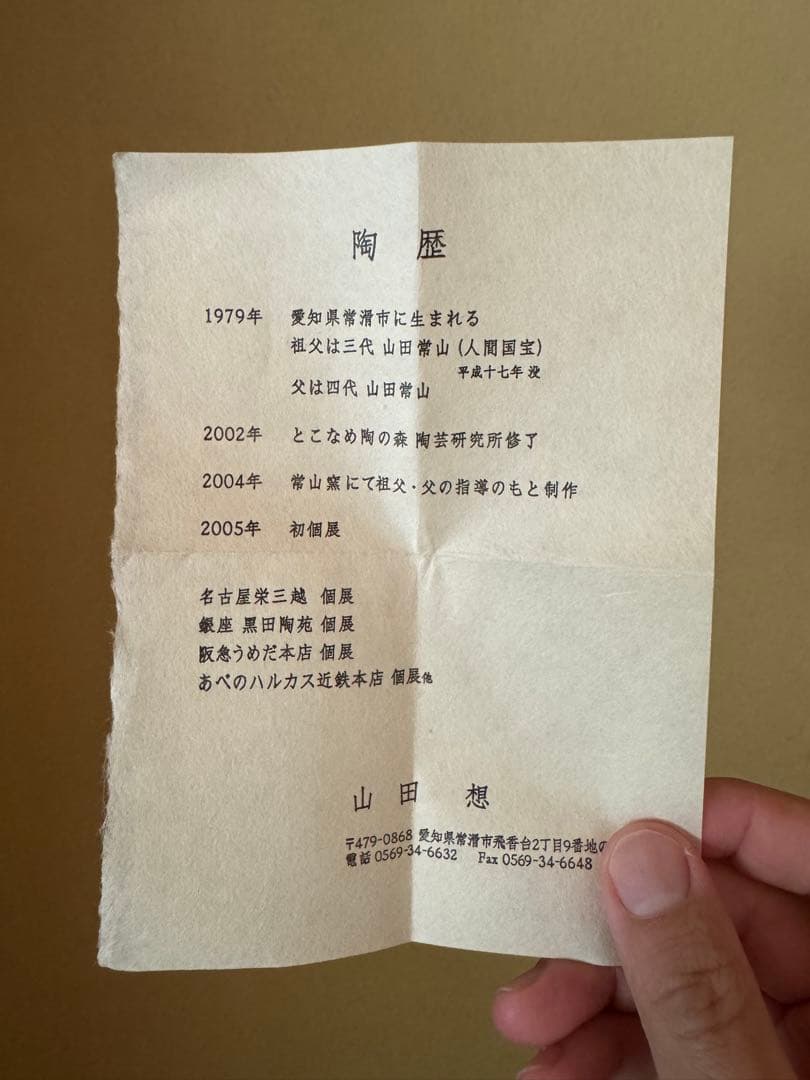 陶 歴
1979年 愛知県常滑市に生まれる
祖父は三代 山田常山 (人間国宝)
平成十七年 没
父は四代 山田常山
2002年 とこなめ陶の森 陶芸研究所修了
2004年 常山窯にて祖父・父の指導のもと制作
2005年 初個展
名古屋栄三越 個展
銀座 黒田陶苑 個展
阪急うめだ本店 個展
あべのハルカス近鉄本店 個展他
山田 想
〒479-0868 愛知県常滑市飛香台2丁目9番地の
電話 0569-34-6632 Fax 0569-34-6648